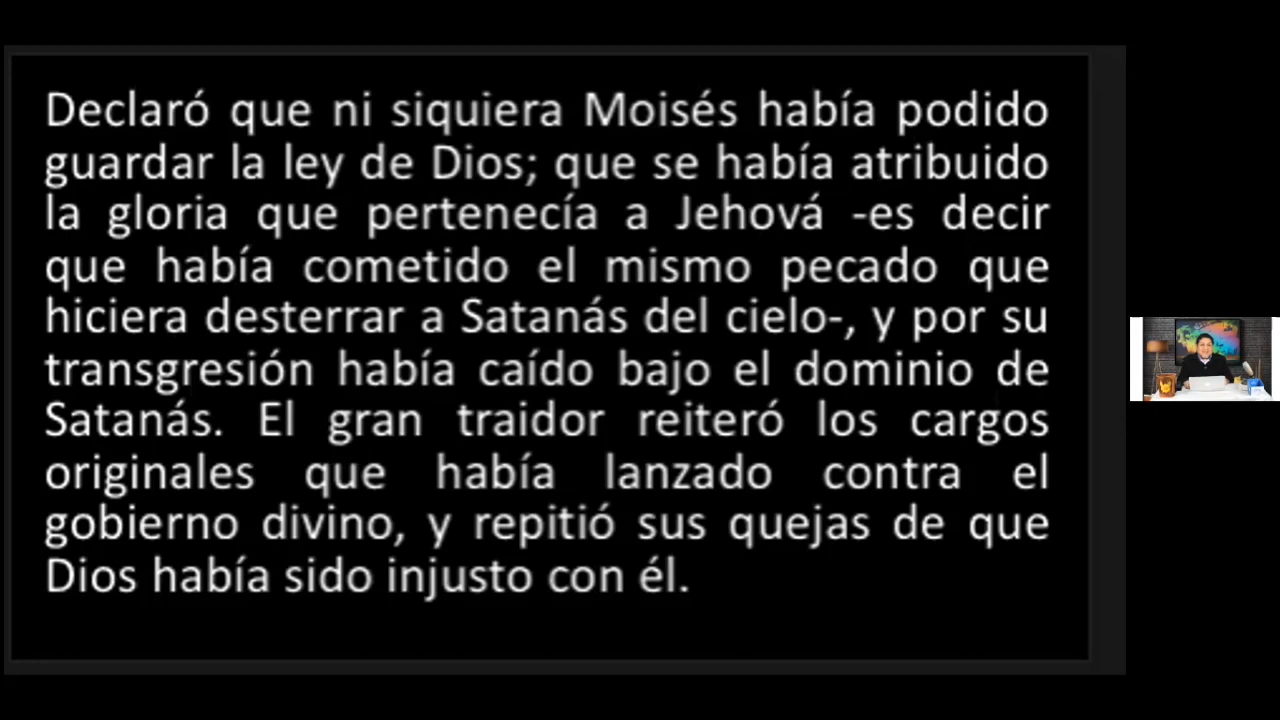 Declaró que ni siquiera Moisés había podido
guardar la ley de Dios; que se había atribuido
la gloria que pertenecía a Jehová -es decir
que había cometido el mismo pecado que
hiciera desterrar a Satanás del cielo-, y por su
transgresión había caído bajo el dominio de
Satanás. El gran traidor reiteró los cargos
originales que había lanzado contra el
gobierno divino, y repitió sus quejas de que
Dios había sido injusto con él.